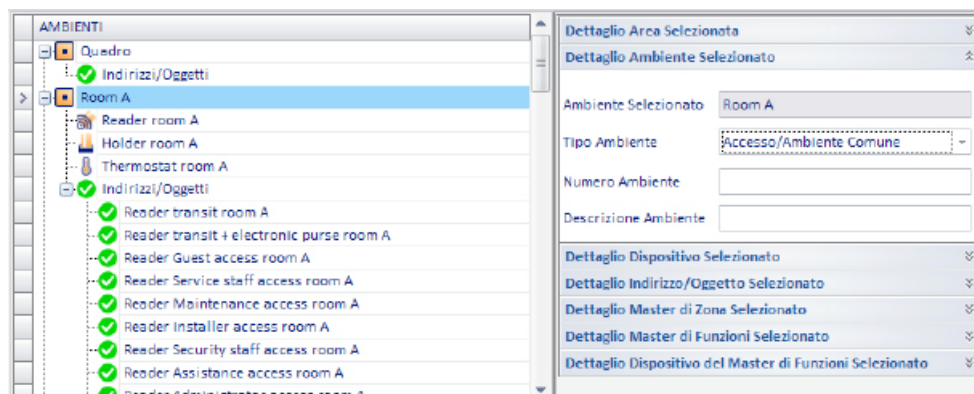 AMBIENTI
Quadro
Indirizzi/Oggetti
Room A
Reader room A
Holder room A
Thermostat room A
Indirizzi/Oggetti
Reader transit room A
Reader transit + electronic purse room A
Reader Guest access room A
Reader Service staff access room A
Reader Maintenance access room A
Reader Installer access room A
Reader Security staff access room A
Reader Assistance access room A
Reader Administrator access room A
Dettaglio Area Selezionata
Dettaglio Ambiente Selezionato
Ambiente Selezionato Room A
Tipo Ambiente Accesso/Ambiente Comune
Numero Ambiente
Descrizione Ambiente
Dettaglio Dispositivo Selezionato
Dettaglio Indirizzo/Oggetto Selezionato
Dettaglio Master di Zona Selezionato
Dettaglio Master di Funzioni Selezionato
Dettaglio Dispositivo del Master di Funzioni Selezionato